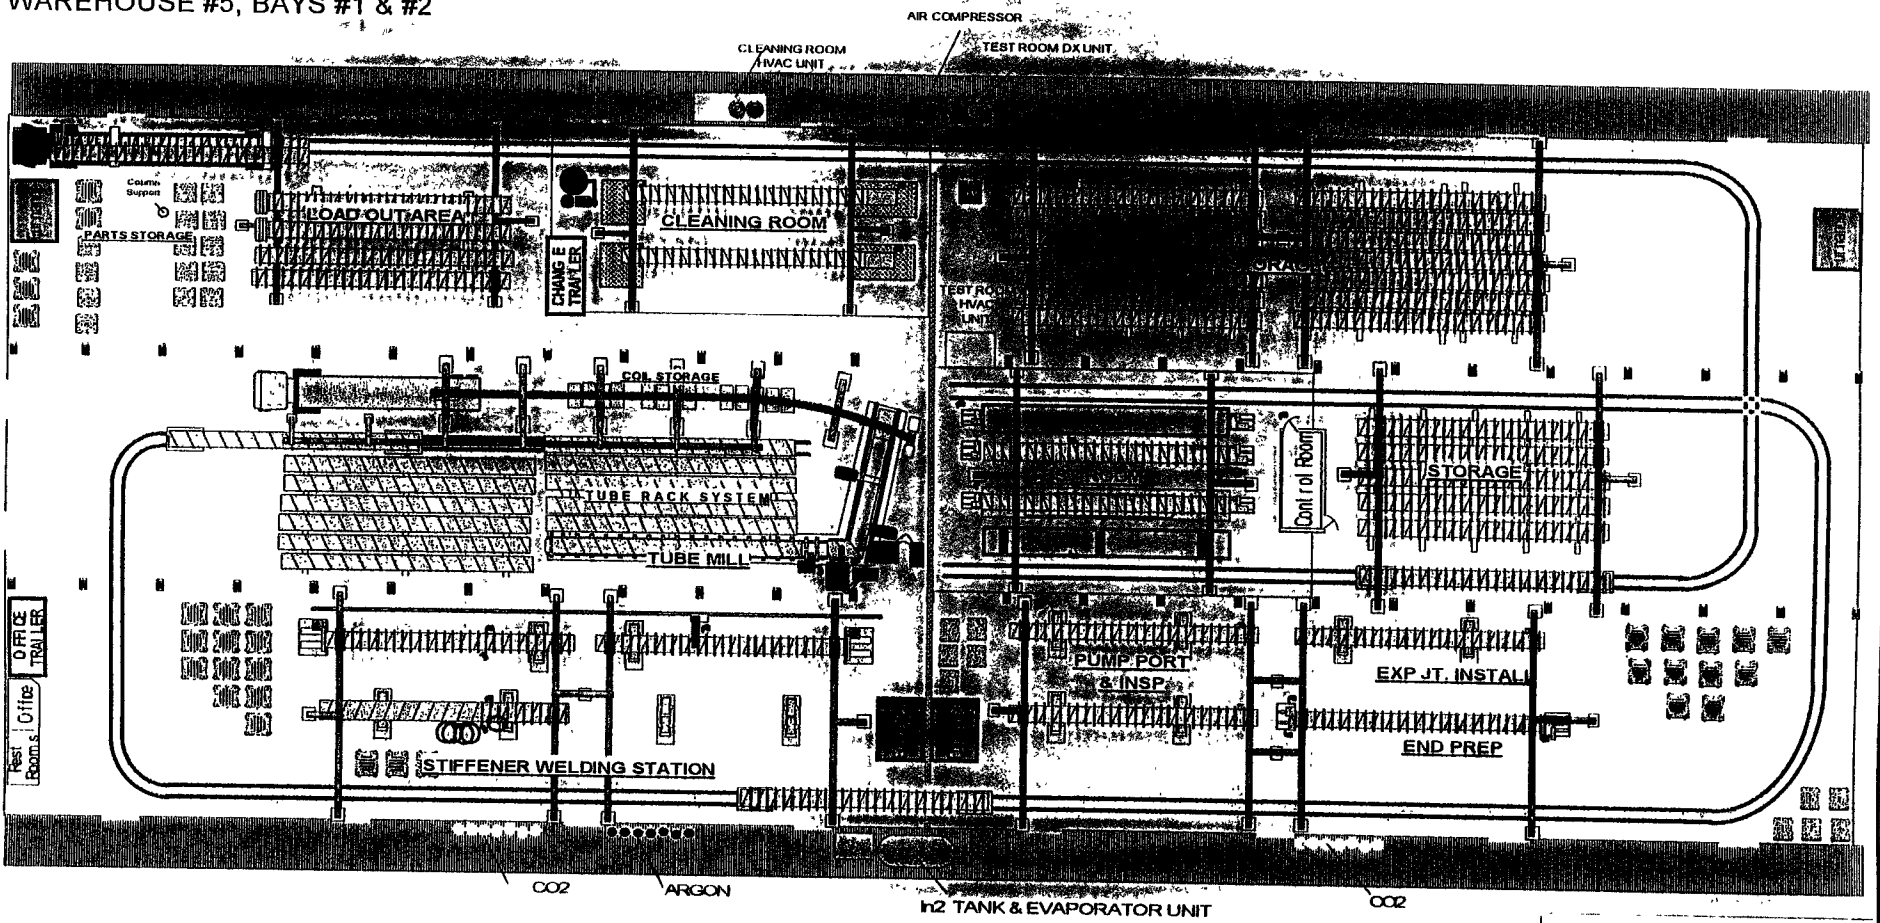 WAREHOUSE #5, BAYS #1 & #2
AIR COMPRESSOR
CLEANING ROOM
HVAC UNIT
TEST ROOM DX UNIT
Column
Support
LOAD OUT AREA
PARTS STORAGE
CLEANING ROOM
CHANGE
TRAILER
TEST ROOM
HVAC
UNIT
COIL STORAGE
TUBE RACK SYSTEM
TUBE MILL
Control Room
STORAGE
OFFICE
TRAILER
Rest
Rooms
Office
PUMP PORT
& INSP.
EXP JT. INSTALL
END PREP
STIFFENER WELDING STATION
CO2
ARGON
ln2 TANK & EVAPORATOR UNIT
CO2